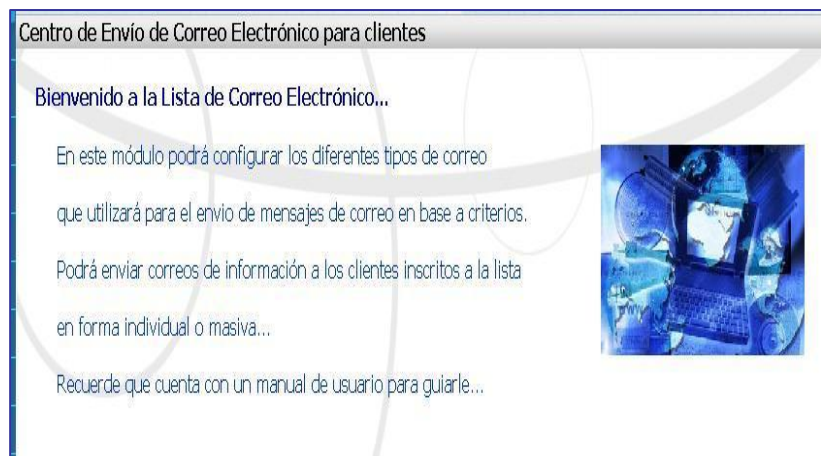 Centro de Envío de Correo Electrónico para clientes
Bienvenido a la Lista de Correo Electrónico...
En este módulo podrá configurar los diferentes tipos de correo
que utilizará para el envio de mensajes de correo en base a criterios.
Podrá enviar correos de información a los clientes inscritos a la lista
en forma individual o masiva...
Recuerde que cuenta con un manual de usuario para guiarle...